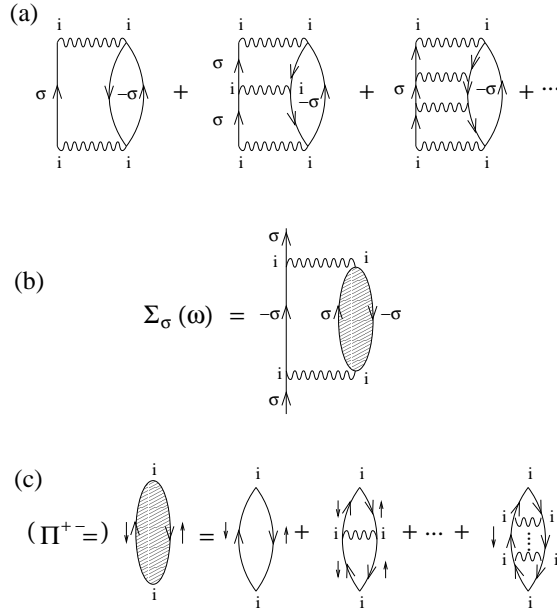 (a)
i i i i i i
σ −σ + σ i i −σ σ + σ −σ + ...
i i i i i i
(b)
σ
i i
Σσ (ω) = −σ σ −σ
i i
σ
(c)
i i i i
( Π+− =) = + i i + ... + i i i i
i i i i